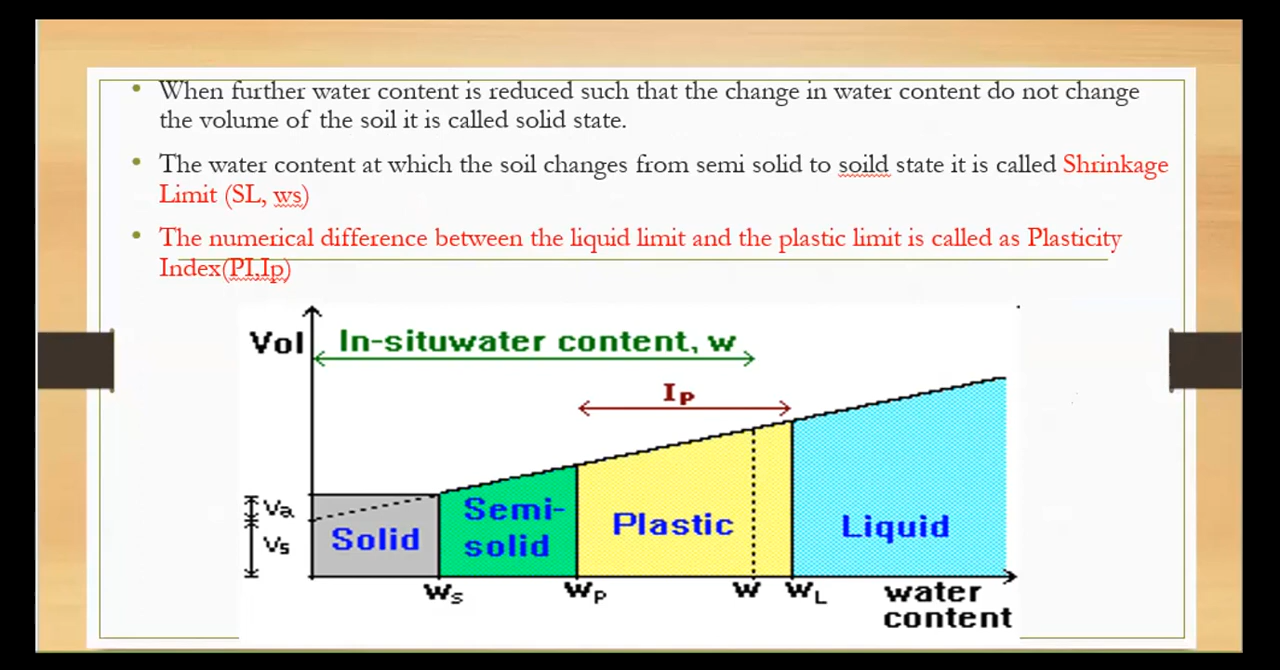 • When further water content is reduced such that the change in water content do not change
the volume of the soil it is called solid state.
• The water content at which the soil changes from semi solid to soild state it is called Shrinkage
Limit (SL, ws)
• The numerical difference between the liquid limit and the plastic limit is called as Plasticity
Index(PI,Ip)
Vol
In-situwater content, w
IP
Va
Vs
Solid
Semi-
solid
Plastic
Liquid
wS
wP
w
wL
water
content